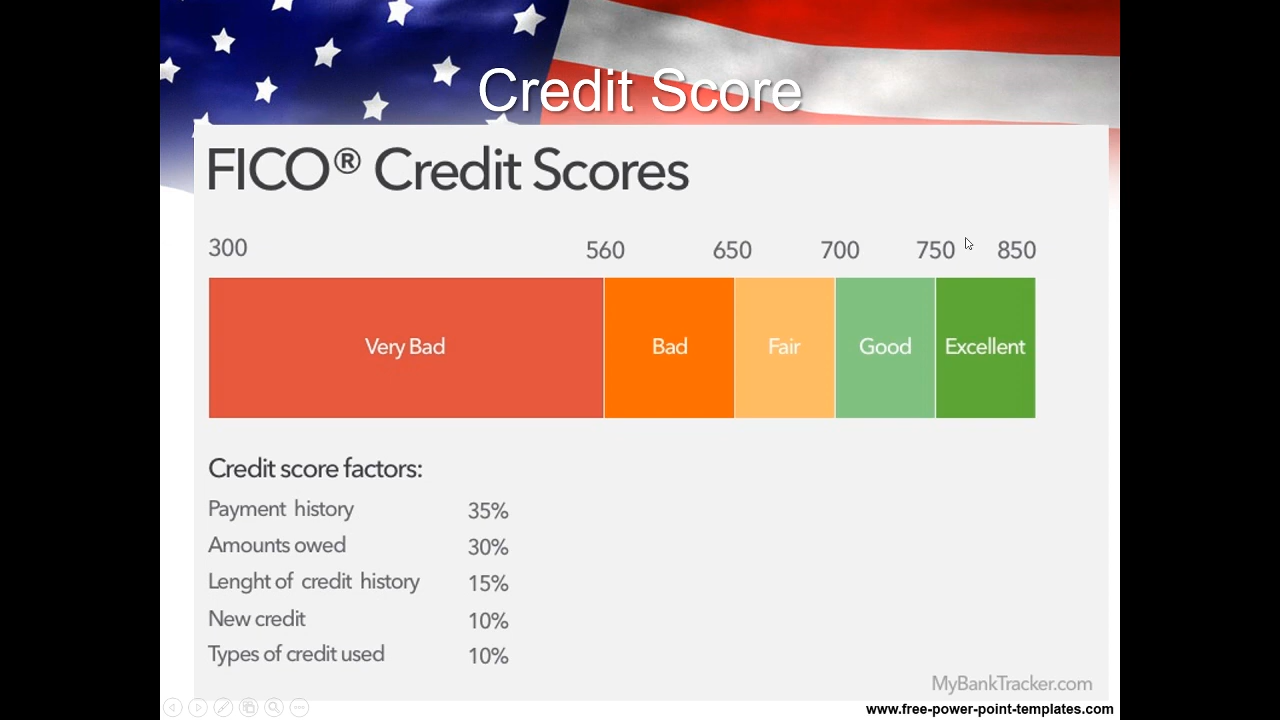 Credit Score
FICO® Credit Scores
300 560 650 700 750 850
Very Bad Bad Fair Good Excellent
Credit score factors:
Payment history 35%
Amounts owed 30%
Lenght of credit history 15%
New credit 10%
Types of credit used 10%
MyBankTracker.com
www.free-power-point-templates.com